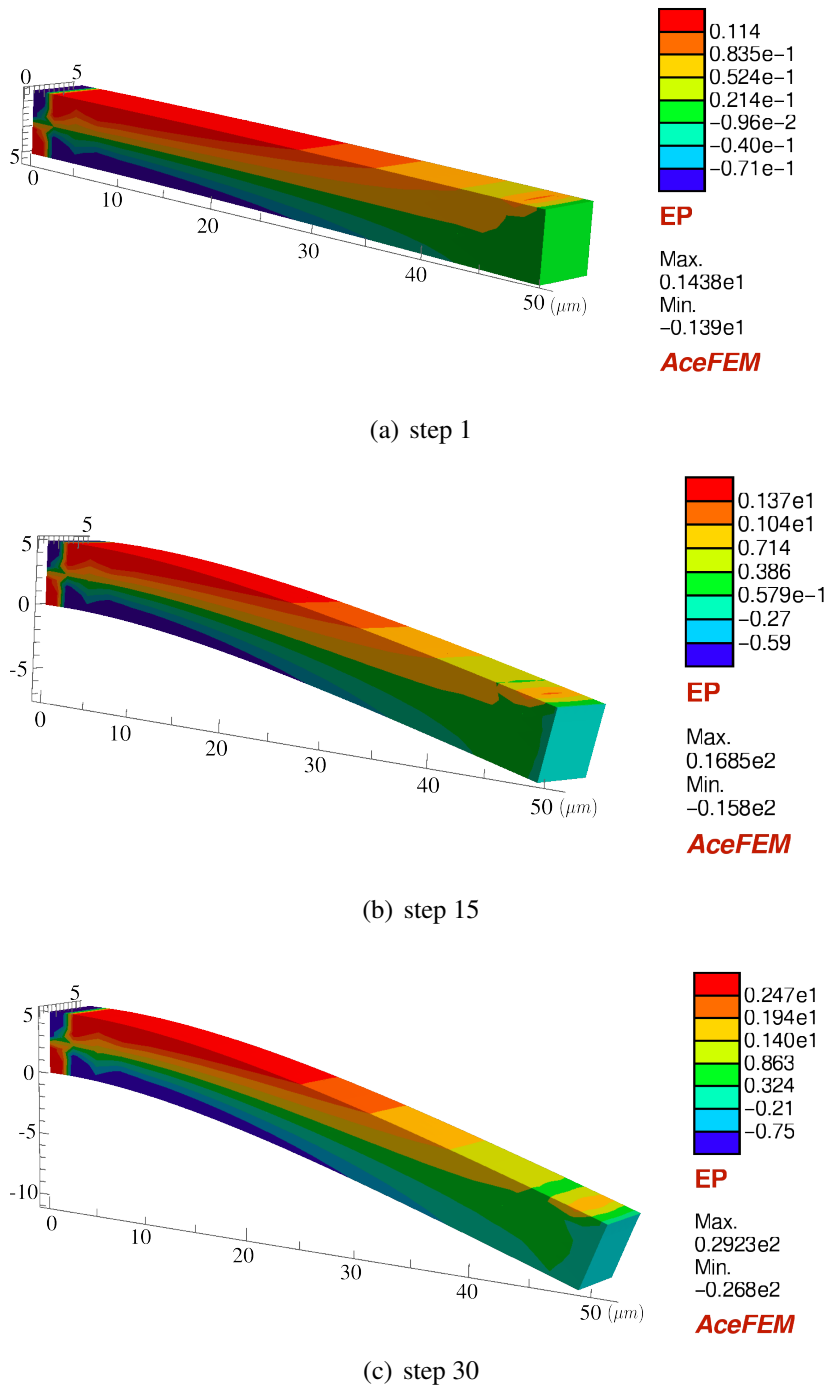 0 5
5
0
10
20
30
40
50 (μm)
0.114
0.835e−1
0.524e−1
0.214e−1
−0.96e−2
−0.40e−1
−0.71e−1
EP
Max.
0.1438e1
Min.
−0.139e1
AceFEM
(a) step 1
5
5
0
-5
0
10
20
30
40
50 (μm)
0.137e1
0.104e1
0.714
0.386
0.579e−1
−0.27
−0.59
EP
Max.
0.1685e2
Min.
−0.158e2
AceFEM
(b) step 15
5
5
0
-5
-10
0
10
20
30
40
50 (μm)
0.247e1
0.194e1
0.140e1
0.863
0.324
−0.21
−0.75
EP
Max.
0.2923e2
Min.
−0.268e2
AceFEM
(c) step 30